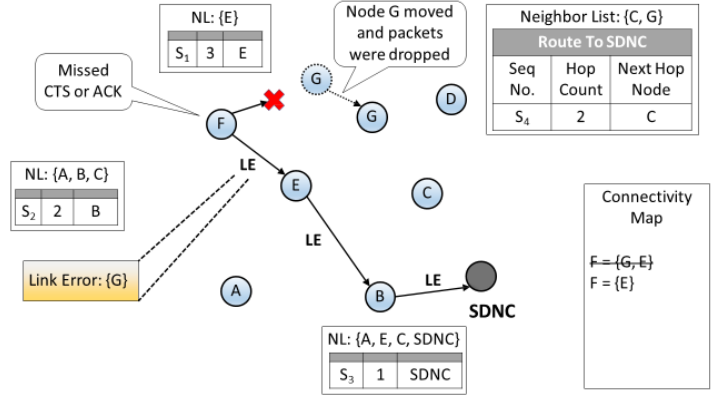 NL: {E}
S1 3 E
Node G moved
and packets
were dropped
Neighbor List: {C, G}
Route To SDNC
Seq No. Hop Count Next Hop Node
S4 2 C
Missed
CTS or ACK
G
G
D
F
LE
E
C
NL: {A, B, C}
S2 2 B
LE
Connectivity
Map
F = {G, E}
F = {E}
Link Error: {G}
A
B
LE
SDNC
NL: {A, E, C, SDNC}
S3 1 SDNC